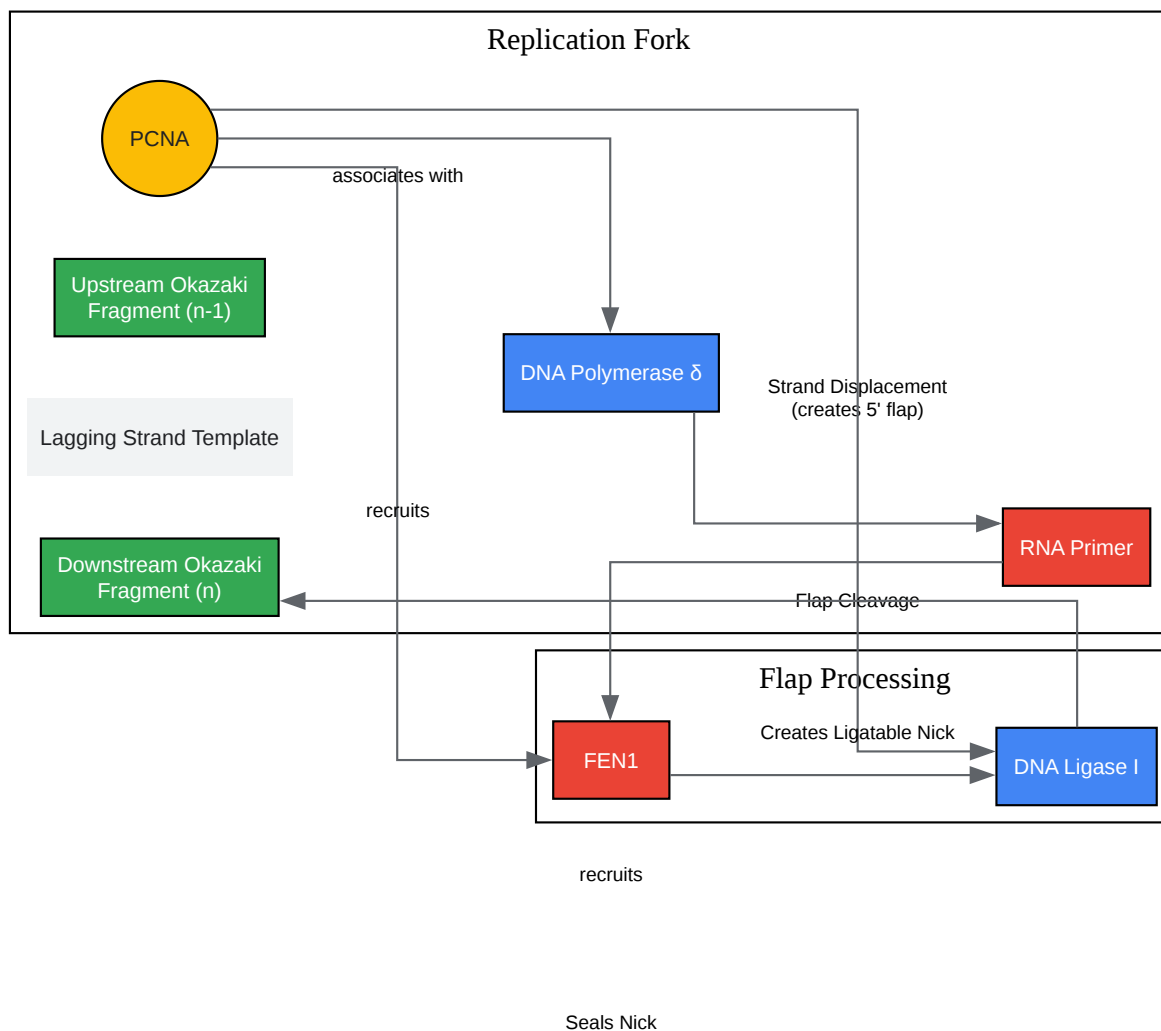 Replication Fork
PCNA
associates with
Upstream Okazaki
Fragment (n-1)
DNA Polymerase δ
Strand Displacement
(creates 5' flap)
Lagging Strand Template
recruits
RNA Primer
Downstream Okazaki
Fragment (n)
Flap Cleavage
Flap Processing
Creates Ligatable Nick
FEN1
DNA Ligase I
recruits
Seals Nick